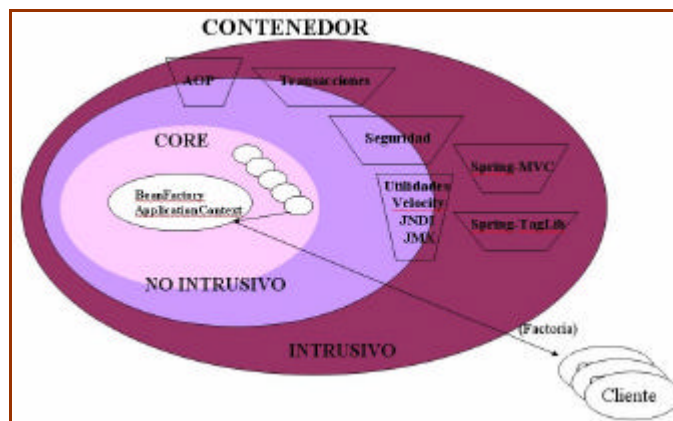 CONTENEDOR
AOP
Transacciones
Seguridad
CORE
Spring-MVC
BeanFactory
ApplicationContext
Utilidades
Velocity
JNDI
JMX
Spring-TagLib
NO INTRUSIVO
(Factoria)
INTRUSIVO
Cliente